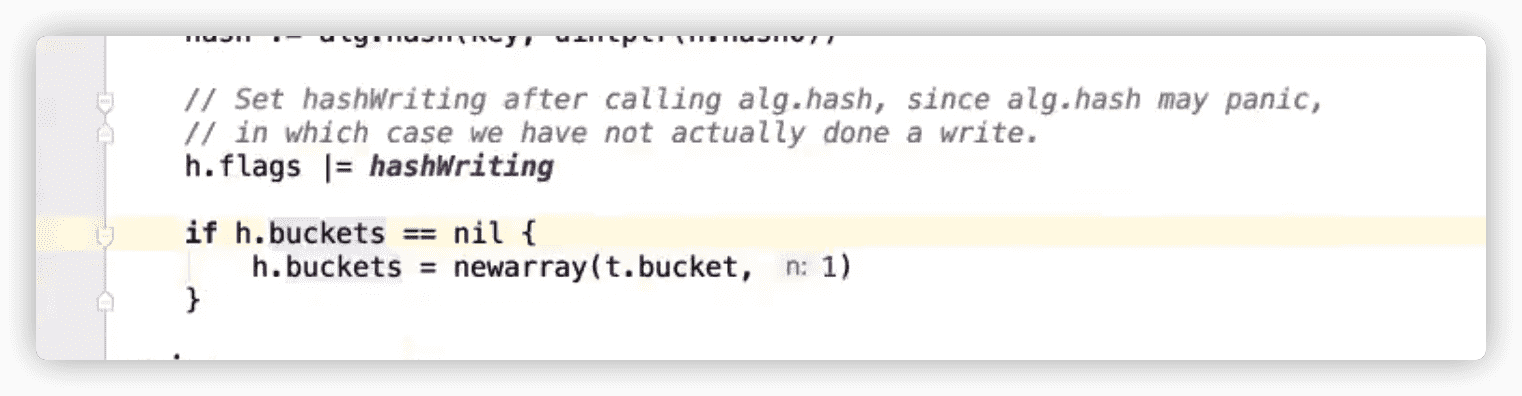 // Set hashWriting after calling alg.hash, since alg.hash may panic,
// in which case we have not actually done a write.
h.flags |= hashWriting
if h.buckets == nil {
h.buckets = newarray(t.bucket, n: 1)
}